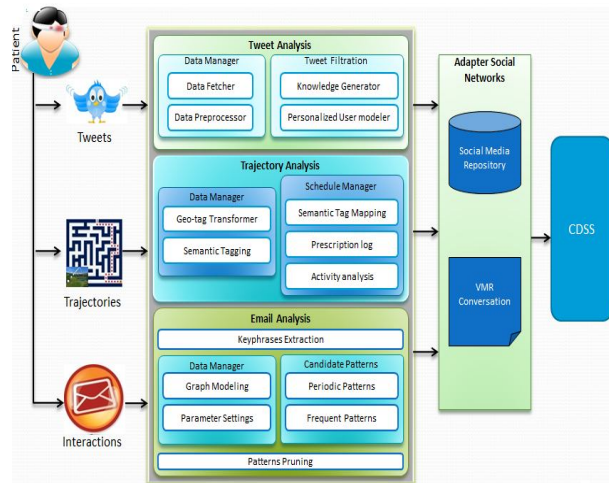 Patient
Tweets
Trajectories
Interactions
Tweet Analysis
Data Manager
Data Fetcher
Data Preprocessor
Tweet Filtration
Knowledge Generator
Personalized User modeler
Trajectory Analysis
Data Manager
Geo-tag Transformer
Semantic Tagging
Schedule Manager
Semantic Tag Mapping
Prescription log
Activity analysis
Email Analysis
Keyphrases Extraction
Data Manager
Graph Modeling
Parameter Settings
Candidate Patterns
Periodic Patterns
Frequent Patterns
Patterns Pruning
Adapter Social
Networks
Social Media
Repository
VMR
Conversation
CDSS